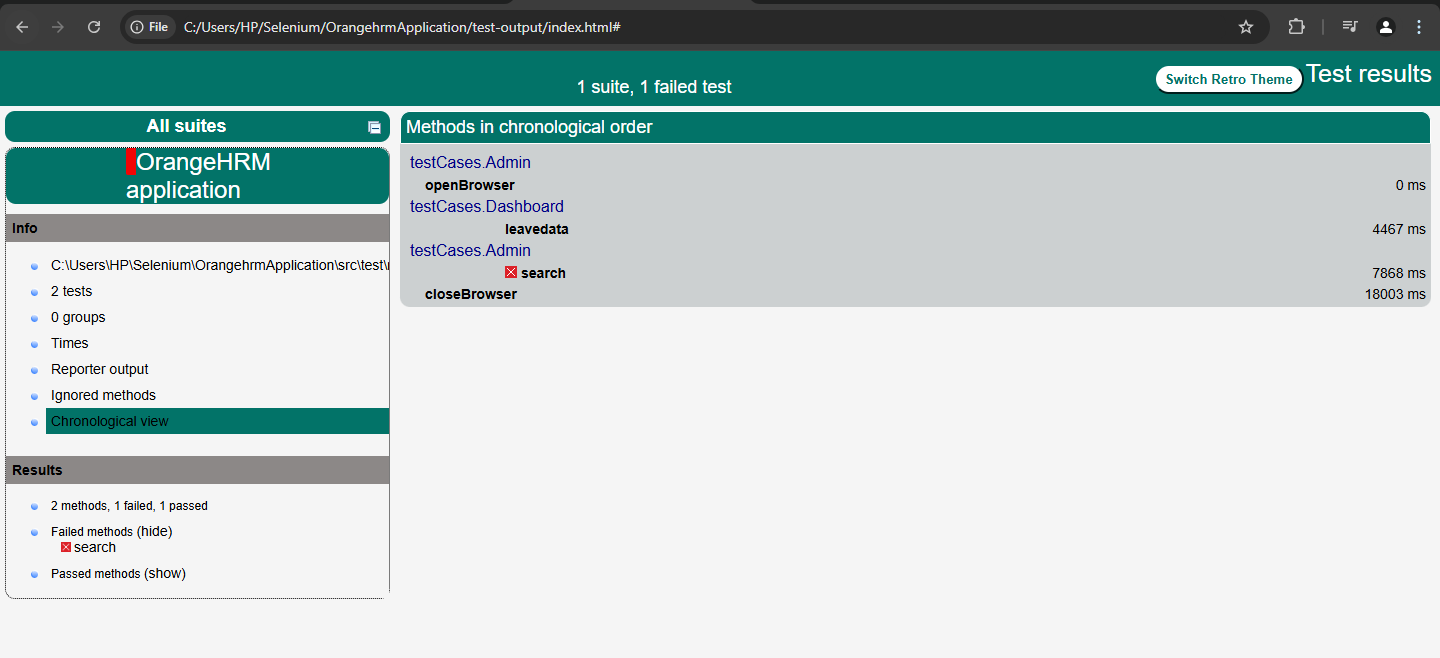 File C:/Users/HP/Selenium/OrangehrmApplication/test-output/index.html#
1 suite, 1 failed test
Switch Retro Theme
Test results
All suites
OrangeHRM
application
Info
C:\Users\HP\Selenium\OrangehrmApplication\src\test\
2 tests
0 groups
Times
Reporter output
Ignored methods
Chronological view
Results
2 methods, 1 failed, 1 passed
Failed methods (hide)
search
Passed methods (show)
Methods in chronological order
testCases.Admin
openBrowser 0 ms
testCases.Dashboard
leavedata 4467 ms
testCases.Admin
search 7868 ms
closeBrowser 18003 ms